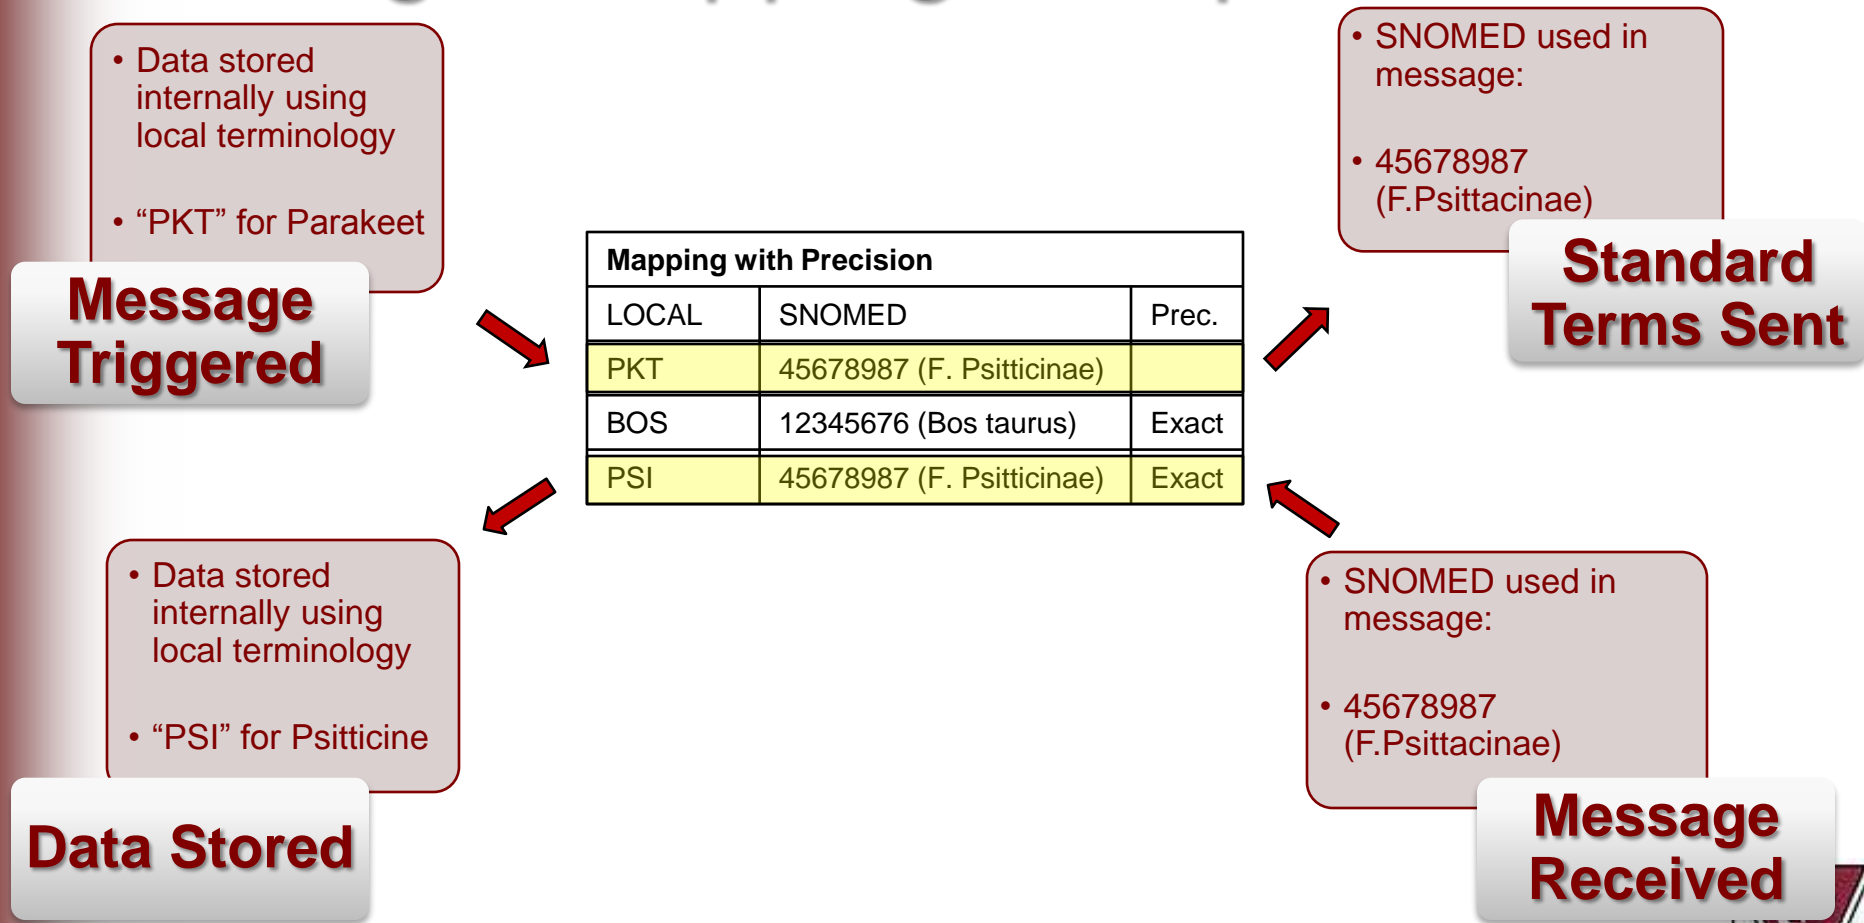 • Data stored
internally using
local terminology
• “PKT” for Parakeet
Message
Triggered
• SNOMED used in
message:
• 45678987
(F.Psittacinae)
Standard
Terms Sent
Mapping with Precision
LOCAL SNOMED Prec.
PKT 45678987 (F. Psitticinae)
BOS 12345676 (Bos taurus) Exact
PSI 45678987 (F. Psitticinae) Exact
• Data stored
internally using
local terminology
• “PSI” for Psitticine
Data Stored
• SNOMED used in
message:
• 45678987
(F.Psittacinae)
Message
Received